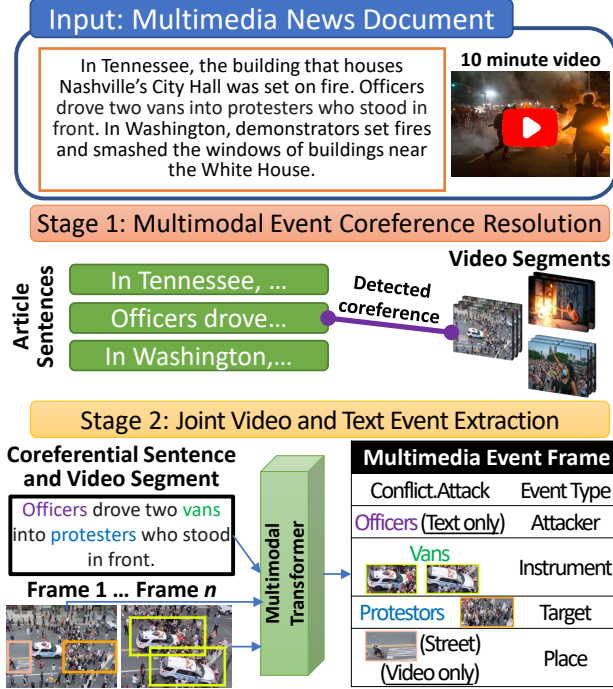 Input: Multimedia News Document
In Tennessee, the building that houses
Nashville's City Hall was set on fire. Officers
drove two vans into protesters who stood in
front. In Washington, demonstrators set fires
and smashed the windows of buildings near
the White House.
10 minute video
Stage 1: Multimodal Event Coreference Resolution
Article
Sentences
In Tennessee, ...
Officers drove...
In Washington,...
Detected
coreference
Video Segments
Stage 2: Joint Video and Text Event Extraction
Coreferential Sentence
and Video Segment
Officers drove two vans
into protesters who stood
in front.
Frame 1 ... Frame n
Multimodal
Transformer
Multimedia Event Frame
Conflict.Attack Event Type
Officers (Text only) Attacker
Vans
Instrument
Protestors Target
(Street)
(Video only)
Place